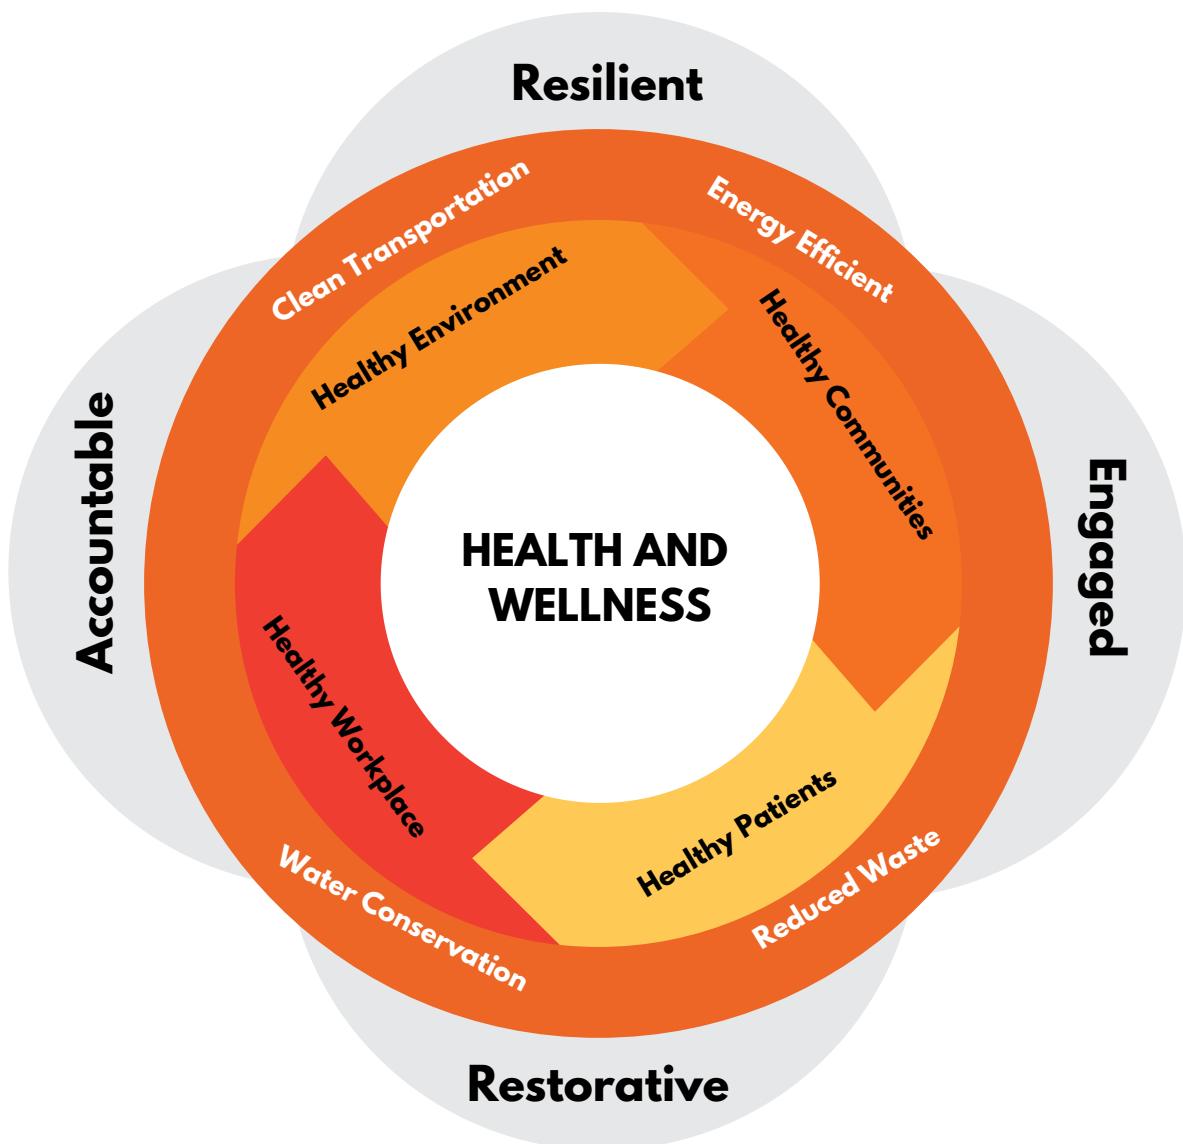 Resilient
Clean Transportation
Energy Efficient
Healthy Environment
Healthy Communities
Accountable
HEALTH AND
WELLNESS
Engaged
Healthy Workplace
Healthy Patients
Water Conservation
Reduced Waste
Restorative